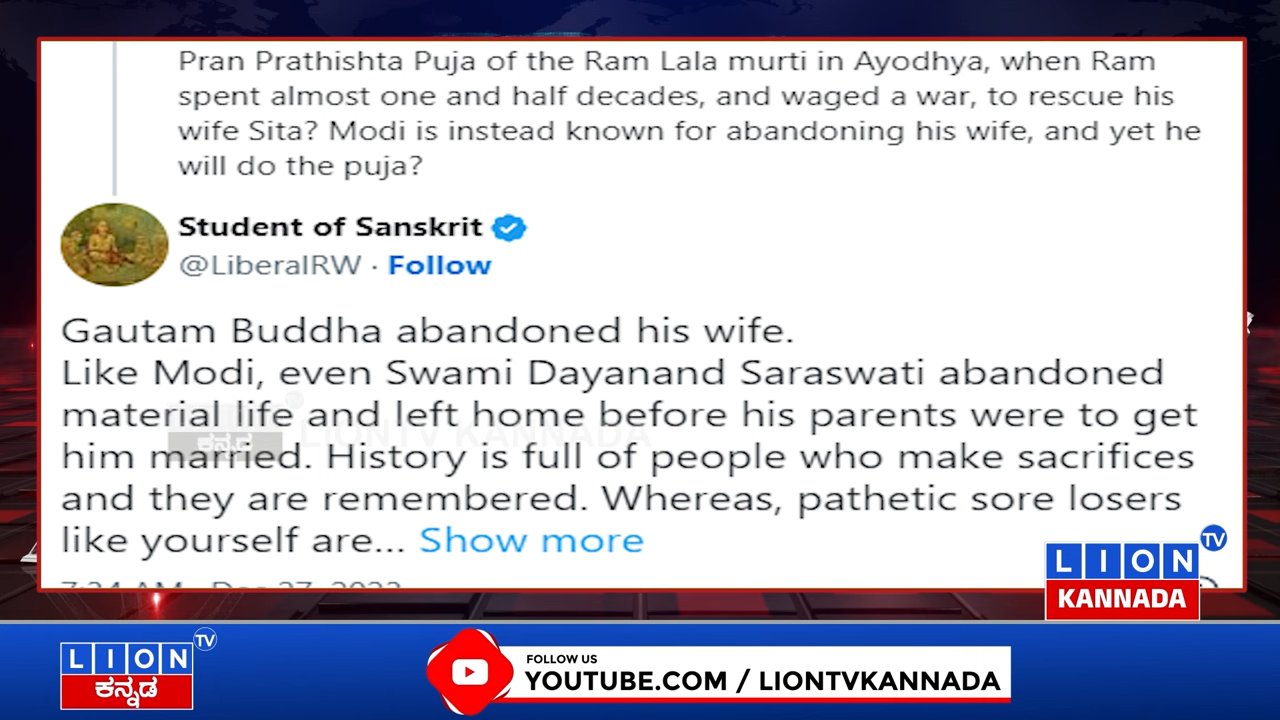 Pran Prathishta Puja of the Ram Lala murti in Ayodhya, when Ram
spent almost one and half decades, and waged a war, to rescue his
wife Sita? Modi is instead known for abandoning his wife, and yet he
will do the puja?
Student of Sanskrit
@LiberalRW · Follow
Gautam Buddha abandoned his wife.
Like Modi, even Swami Dayanand Saraswati abandoned
material life and left home before his parents were to get
him married. History is full of people who make sacrifices
and they are remembered. Whereas, pathetic sore losers
like yourself are... Show more
ಕನ್ನಡ LIONTV KANNADA
LION TV
KANNADA
LION TV
ಕನ್ನಡ
FOLLOW US
YOUTUBE.COM / LIONTVKANNADA